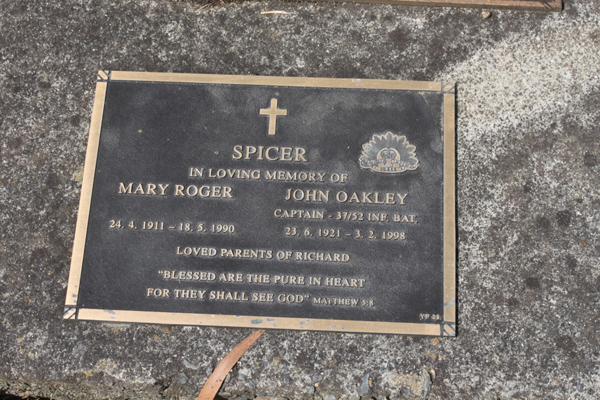 SPICER
IN LOVING MEMORY OF
MARY ROGER JOHN OAKLEY
CAPTAIN - 37/52 INF. BAT.
24. 4. 1911 – 18. 5. 1990 23. 6. 1921 – 3. 2. 1998
LOVED PARENTS OF RICHARD
"BLESSED ARE THE PURE IN HEART
FOR THEY SHALL SEE GOD" MATTHEW 5:8